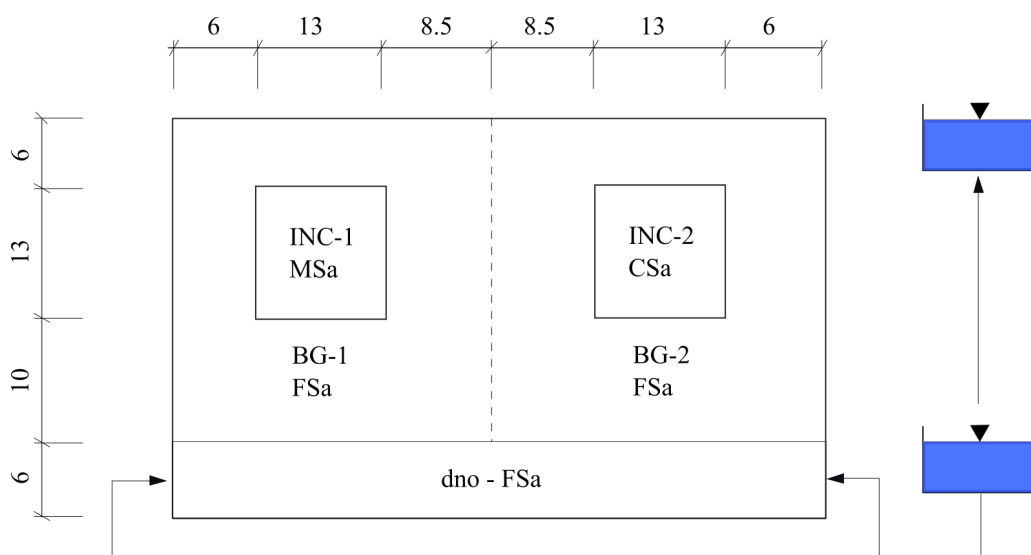 6 13 8.5 8.5 13 6
6
13
10
6
INC-1
MSa
INC-2
CSa
BG-1
FSa
BG-2
FSa
dno - FSa